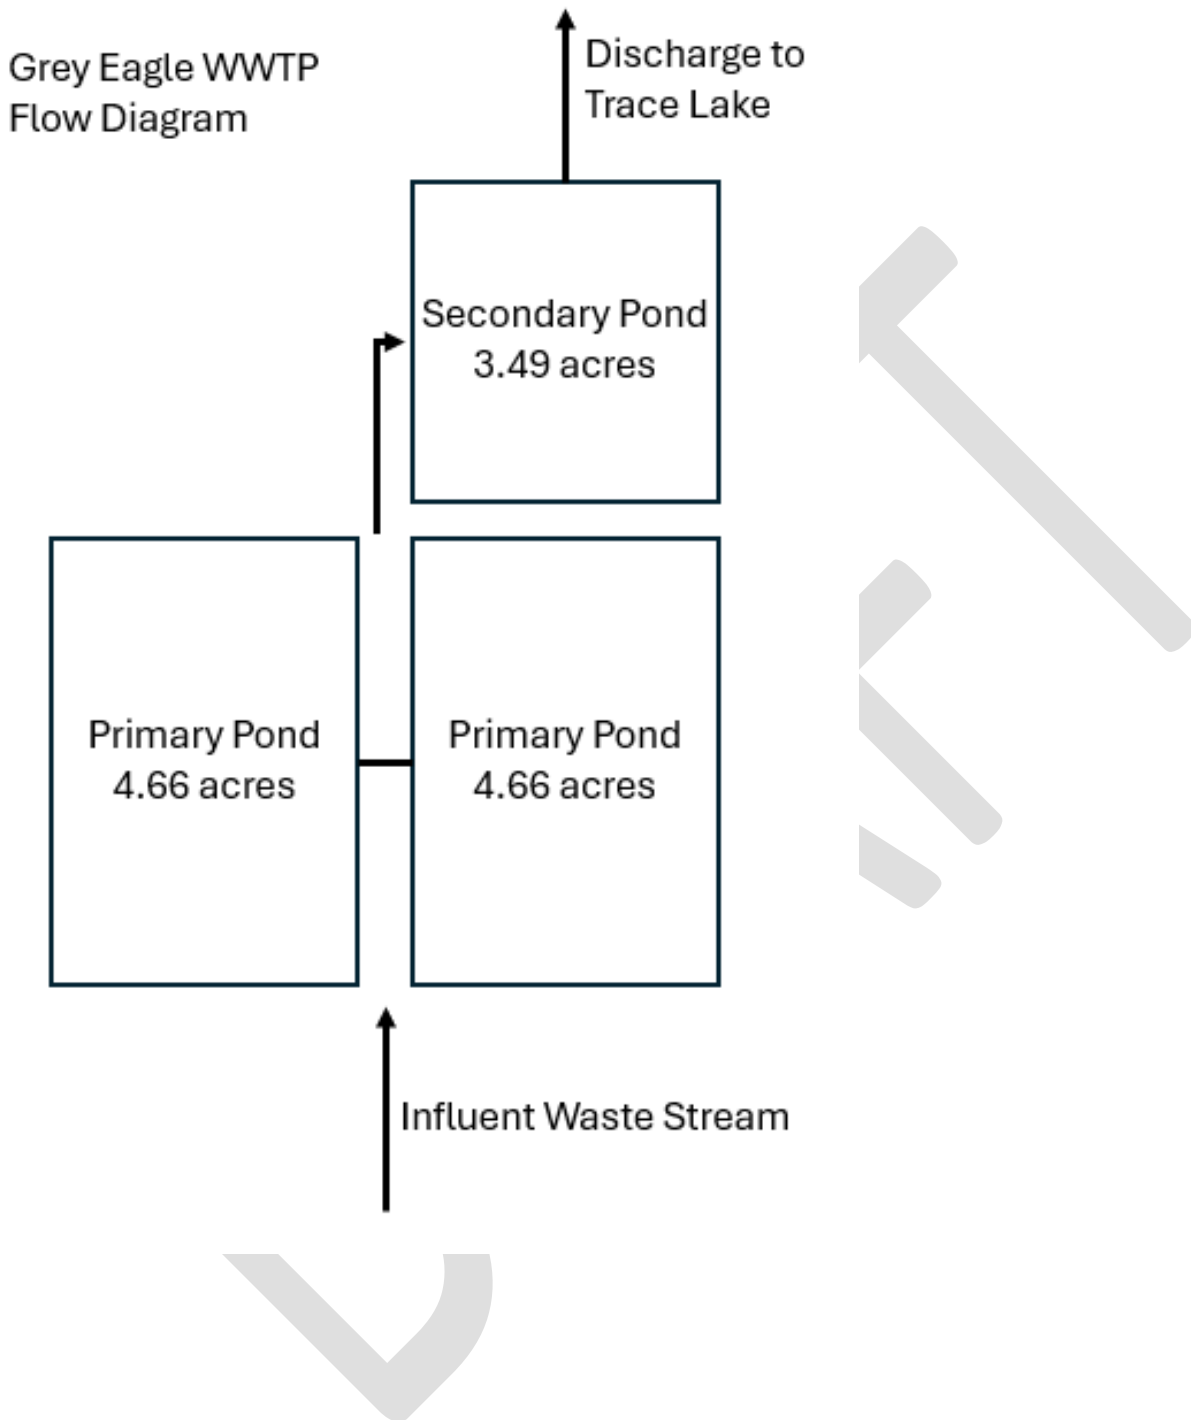 Grey Eagle WWTP
Flow Diagram
Discharge to
Trace Lake
Secondary Pond
3.49 acres
Primary Pond
4.66 acres
Primary Pond
4.66 acres
Influent Waste Stream